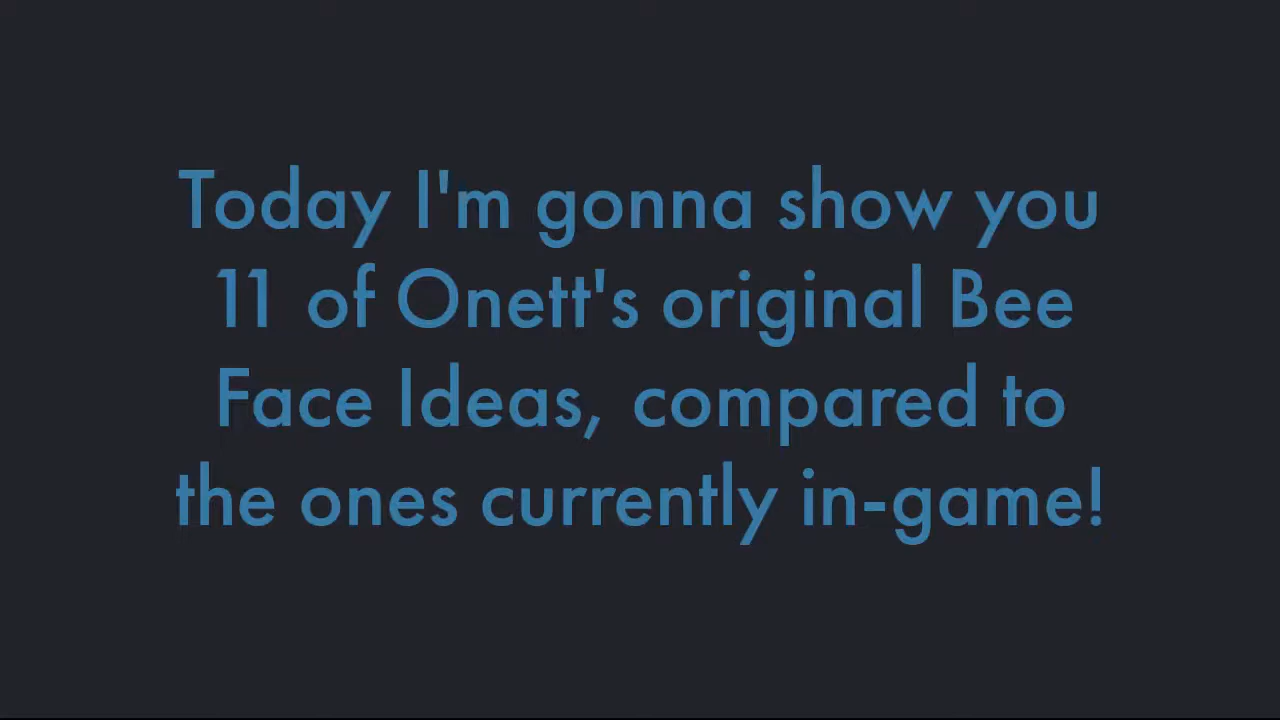 Today I'm gonna show you
11 of Onett's original Bee
Face Ideas, compared to
the ones currently in-game!